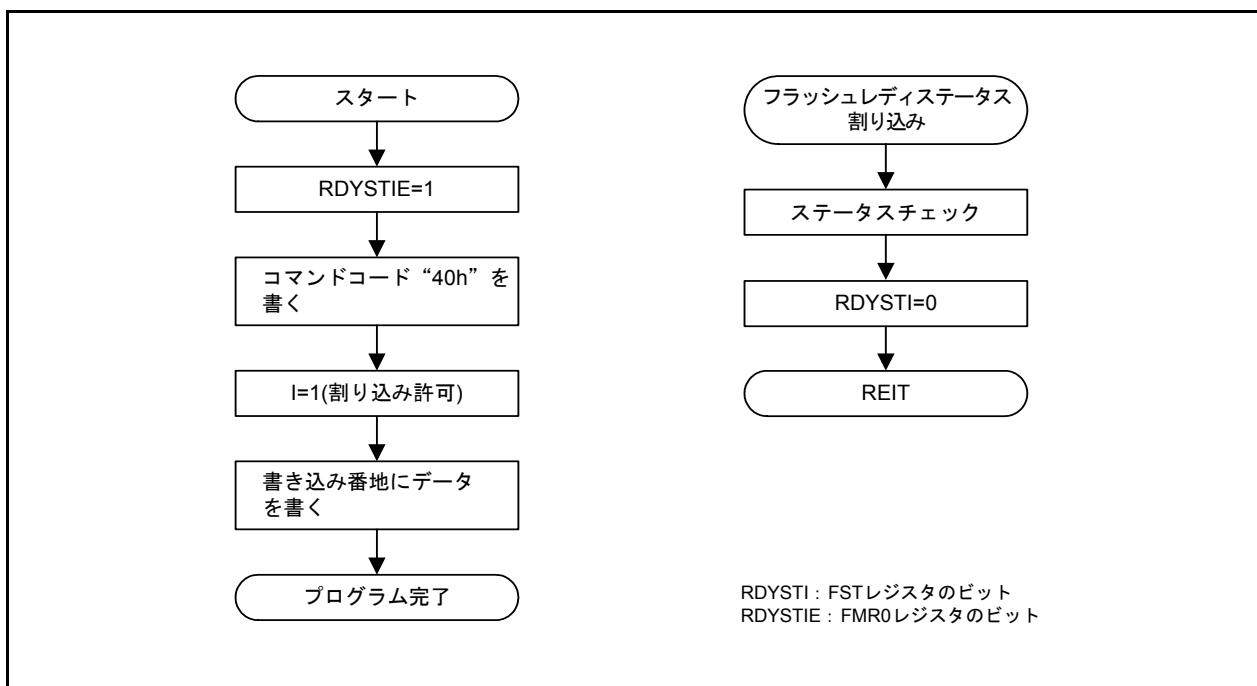 スタート
RDYSTIE=1
コマンドコード“40h”を
書く
I=1(割り込み許可)
書き込み番地にデータ
を書く
プログラム完了
フラッシュレディステータス
割り込み
ステータスチェック
RDYSTI=0
REIT
RDYSTI : FSTレジスタのビット
RDYSTIE : FMR0レジスタのビット